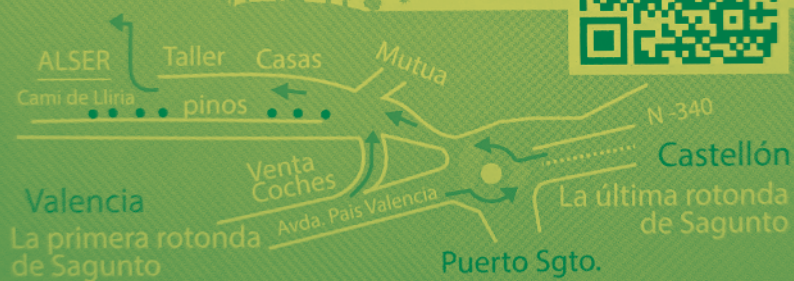 ALSER
Taller
Casas
Mutua
Cami de Lliria
pinos
N -340
Castellón
Venta
Coches
Valencia
Avda. Pais Valencia
La última rotonda
de Sagunto
La primera rotonda
de Sagunto
Puerto Sgto.